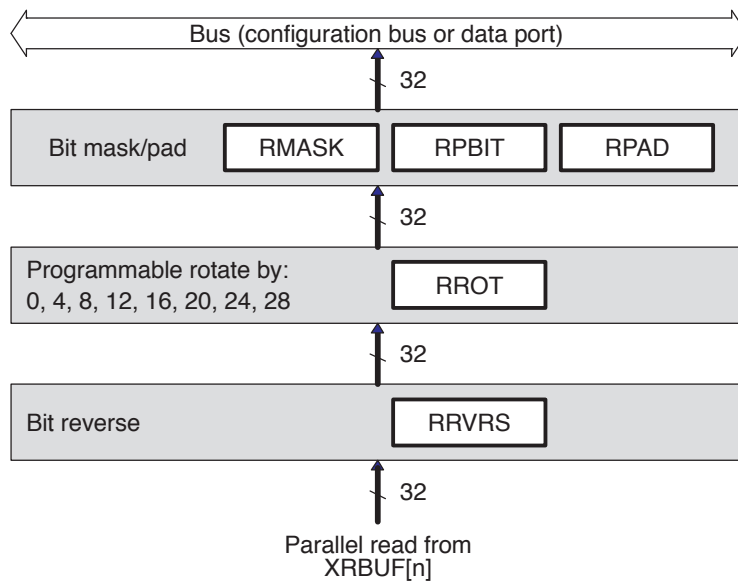 Bus (configuration bus or data port)
32
Bit mask/pad RMASK RPBIT RPAD
32
Programmable rotate by:
0, 4, 8, 12, 16, 20, 24, 28
RROT
32
Bit reverse RRVRS
32
Parallel read from
XRBUF[n]